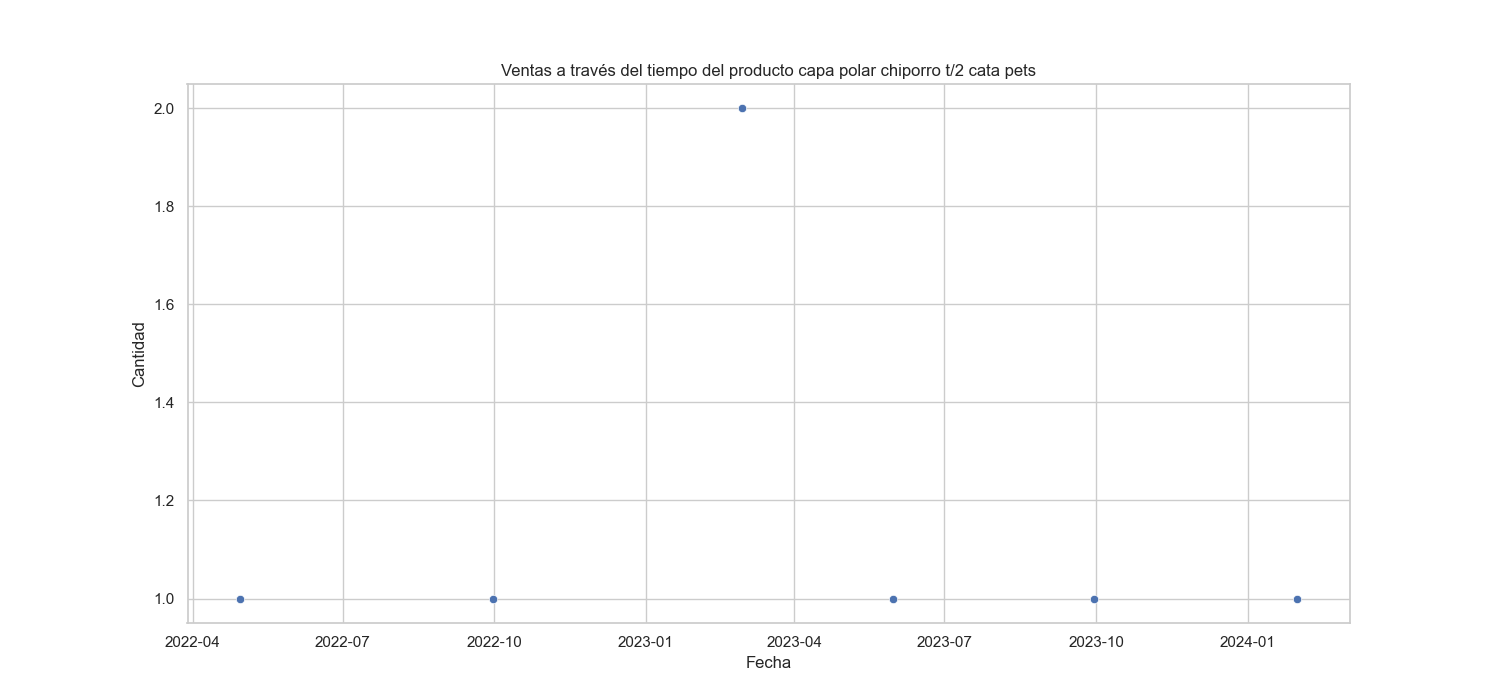 Ventas a través del tiempo del producto capa polar chiporro t/2 cata pets
2.0
1.8
1.6
1.4
1.2
1.0
Cantidad
2022-04 2022-07 2022-10 2023-01 2023-04 2023-07 2023-10 2024-01
Fecha